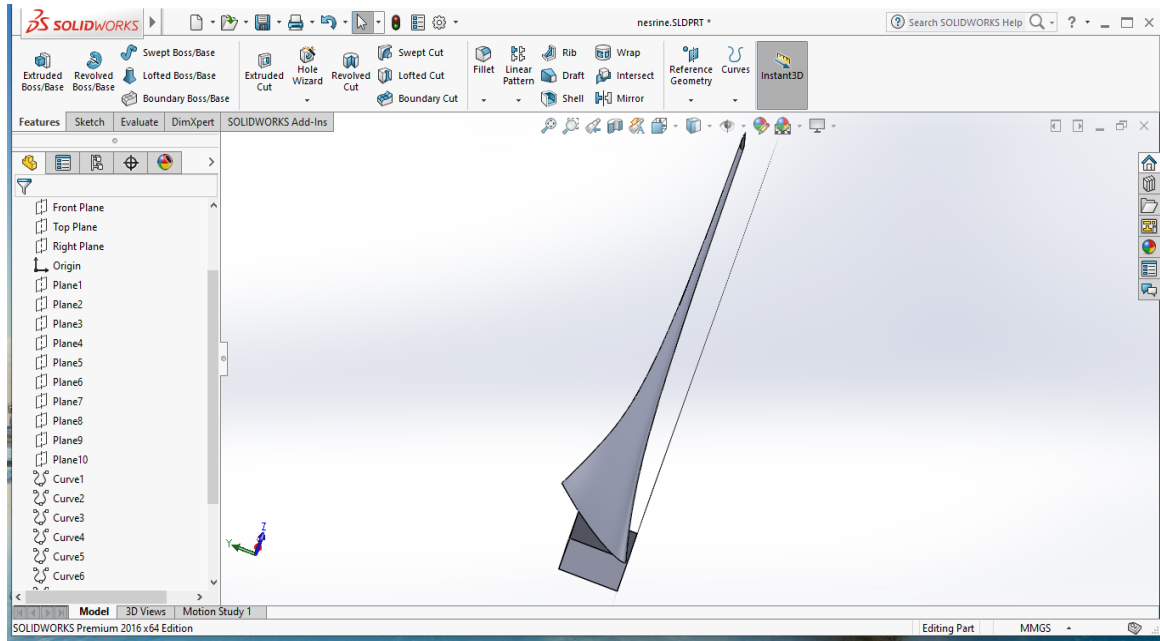 SOLIDWORKS
nesrine.SLDPRT *
Search SOLIDWORKS Help
?
Extruded Boss/Base
Revolved Boss/Base
Swept Boss/Base
Lofted Boss/Base
Boundary Boss/Base
Extruded Cut
Hole Wizard
Revolved Cut
Swept Cut
Lofted Cut
Boundary Cut
Fillet
Linear Pattern
Rib
Draft
Shell
Wrap
Intersect
Mirror
Reference Geometry
Curves
Instant3D
Features
Sketch
Evaluate
DimXpert
SOLIDWORKS Add-Ins
Front Plane
Top Plane
Right Plane
Origin
Plane1
Plane2
Plane3
Plane4
Plane5
Plane6
Plane7
Plane8
Plane9
Plane10
Curve1
Curve2
Curve3
Curve4
Curve5
Curve6
Z
Y
Model
3D Views
Motion Study 1
SOLIDWORKS Premium 2016 x64 Edition
Editing Part
MMGS